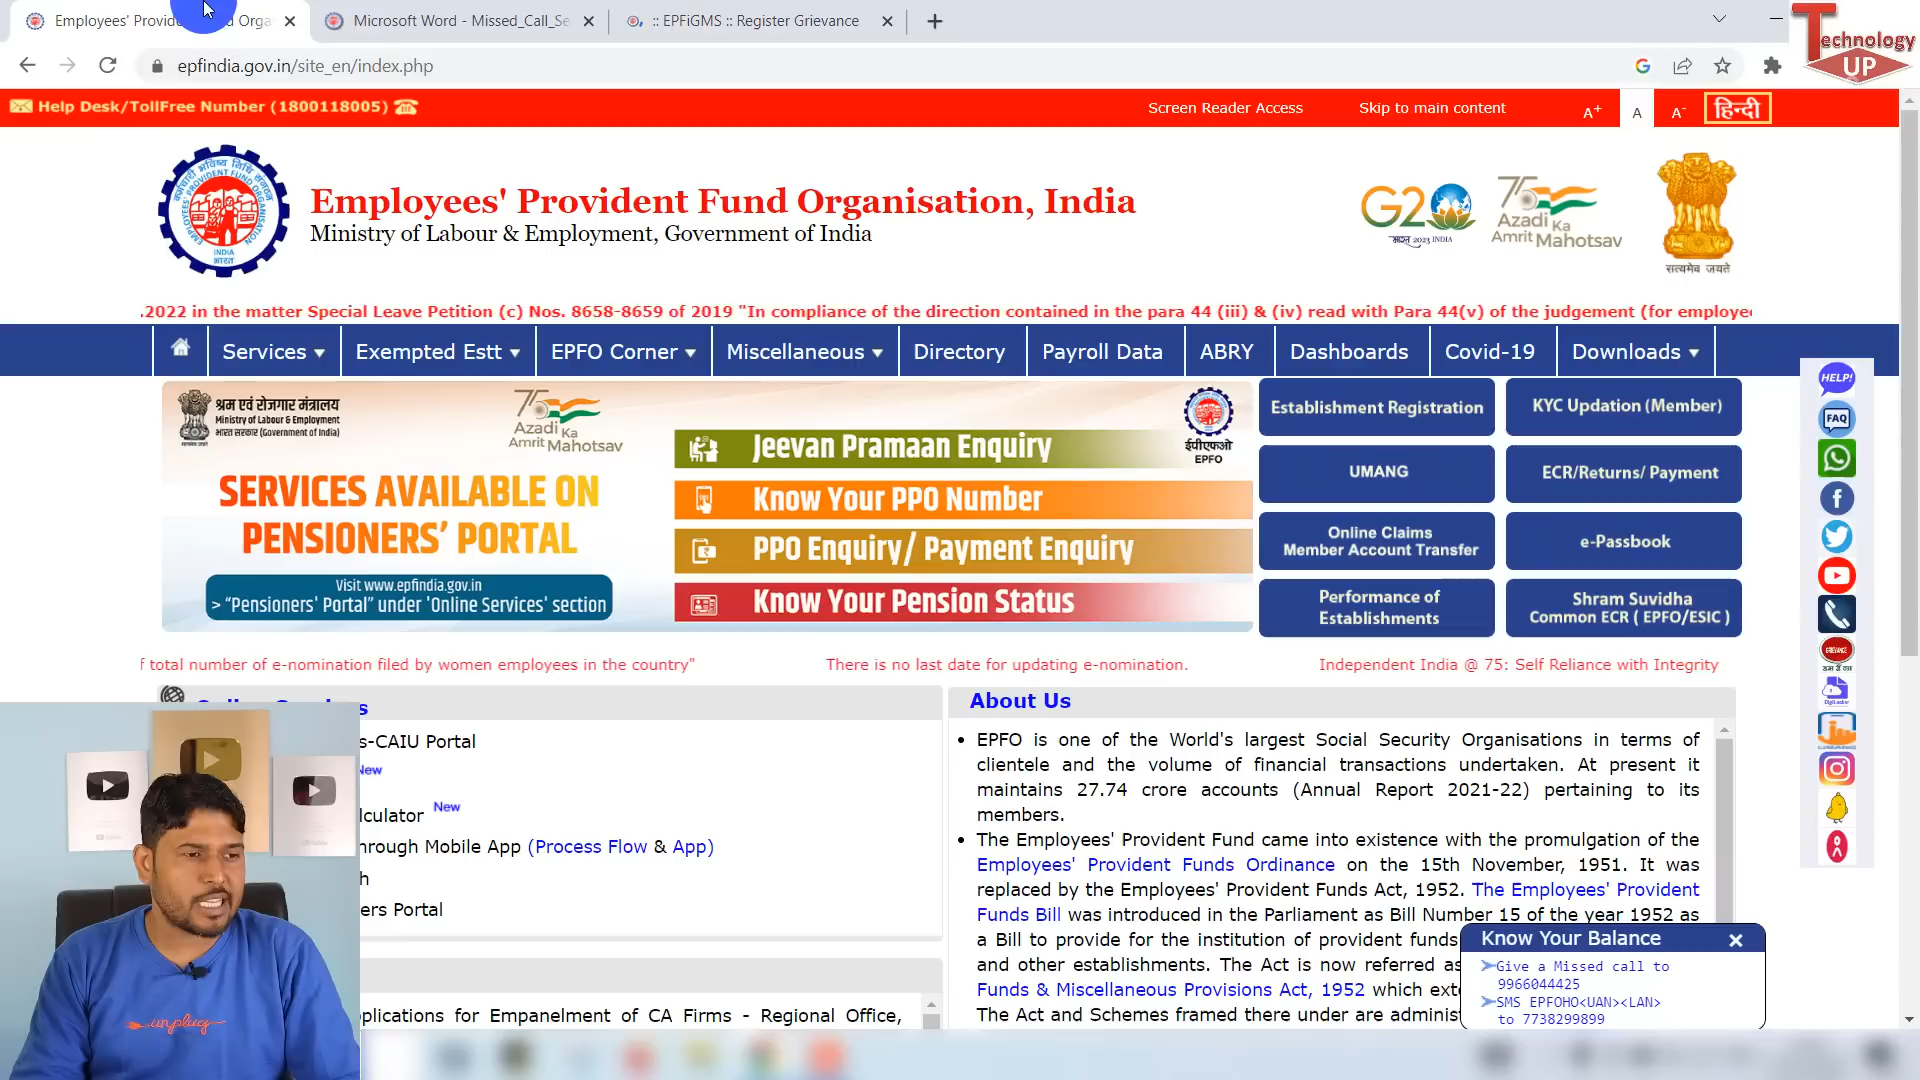 Employees' Provid d Orga
Microsoft Word - Missed_Call_Se
:: EPFiGMS :: Register Grievance
epfindia.gov.in/site_en/index.php
Technology
UP
Help Desk/TollFree Number (1800118005)
Screen Reader Access
Skip to main content
A+
A
A-
हिन्दी
Employees' Provident Fund Organisation, India
Ministry of Labour & Employment, Government of India
INDIA
भारत
G20
भारत 2023 INDIA
75
Azadi Ka
Amrit Mahotsav
सत्यमेव जयते
.2022 in the matter Special Leave Petition (c) Nos. 8658-8659 of 2019 "In compliance of the direction contained in the para 44 (iii) & (iv) read with Para 44(v) of the judgement (for employee
Services
Exempted Estt
EPFO Corner
Miscellaneous
Directory
Payroll Data
ABRY
Dashboards
Covid-19
Downloads
श्रम एवं रोजगार मंत्रालय
Ministry of Labour & Employment
भारत सरकार (Government of India)
75
Azadi Ka
Amrit Mahotsav
ईपीएफओ
EPFO
SERVICES AVAILABLE ON
PENSIONERS' PORTAL
Visit www.epfindia.gov.in
> "Pensioners' Portal" under 'Online Services' section
Jeevan Pramaan Enquiry
Know Your PPO Number
PPO Enquiry/ Payment Enquiry
Know Your Pension Status
Establishment Registration
KYC Updation (Member)
UMANG
ECR/Returns/ Payment
Online Claims
Member Account Transfer
e-Passbook
Performance of
Establishments
Shram Suvidha
Common ECR ( EPFO/ESIC )
HELP!
FAQ
GRIEVANCE
DigiLocker
f total number of e-nomination filed by women employees in the country"
There is no last date for updating e-nomination.
Independent India @ 75: Self Reliance with Integrity
s-CAIU Portal
New
lculator New
hrough Mobile App (Process Flow & App)
h
ers Portal
plications for Empanelment of CA Firms - Regional Office,
About Us
EPFO is one of the World's largest Social Security Organisations in terms of
clientele and the volume of financial transactions undertaken. At present it
maintains 27.74 crore accounts (Annual Report 2021-22) pertaining to its
members.
The Employees' Provident Fund came into existence with the promulgation of the
Employees' Provident Funds Ordinance on the 15th November, 1951. It was
replaced by the Employees' Provident Funds Act, 1952. The Employees' Provident
Funds Bill was introduced in the Parliament as Bill Number 15 of the year 1952 as
a Bill to provide for the institution of provident funds
and other establishments. The Act is now referred as
Funds & Miscellaneous Provisions Act, 1952 which exte
The Act and Schemes framed there under are administ
Know Your Balance
Give a Missed call to
9966044425
SMS EPFOHO<UAN><LAN>
to 7738299899
unplug